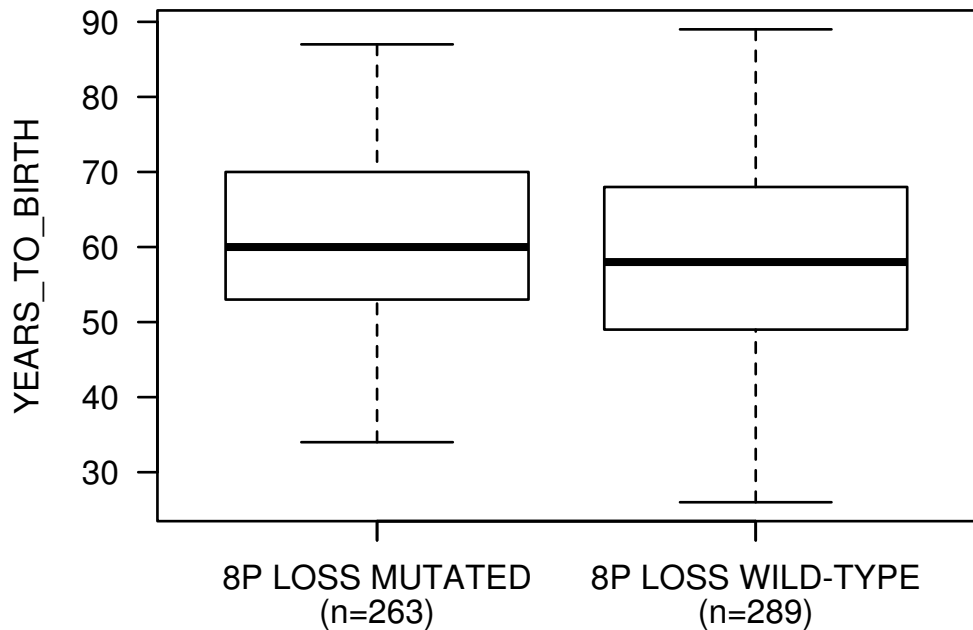 YEARS_TO_BIRTH
90
80
70
60
50
40
30
8P LOSS MUTATED
(n=263)
8P LOSS WILD-TYPE
(n=289)